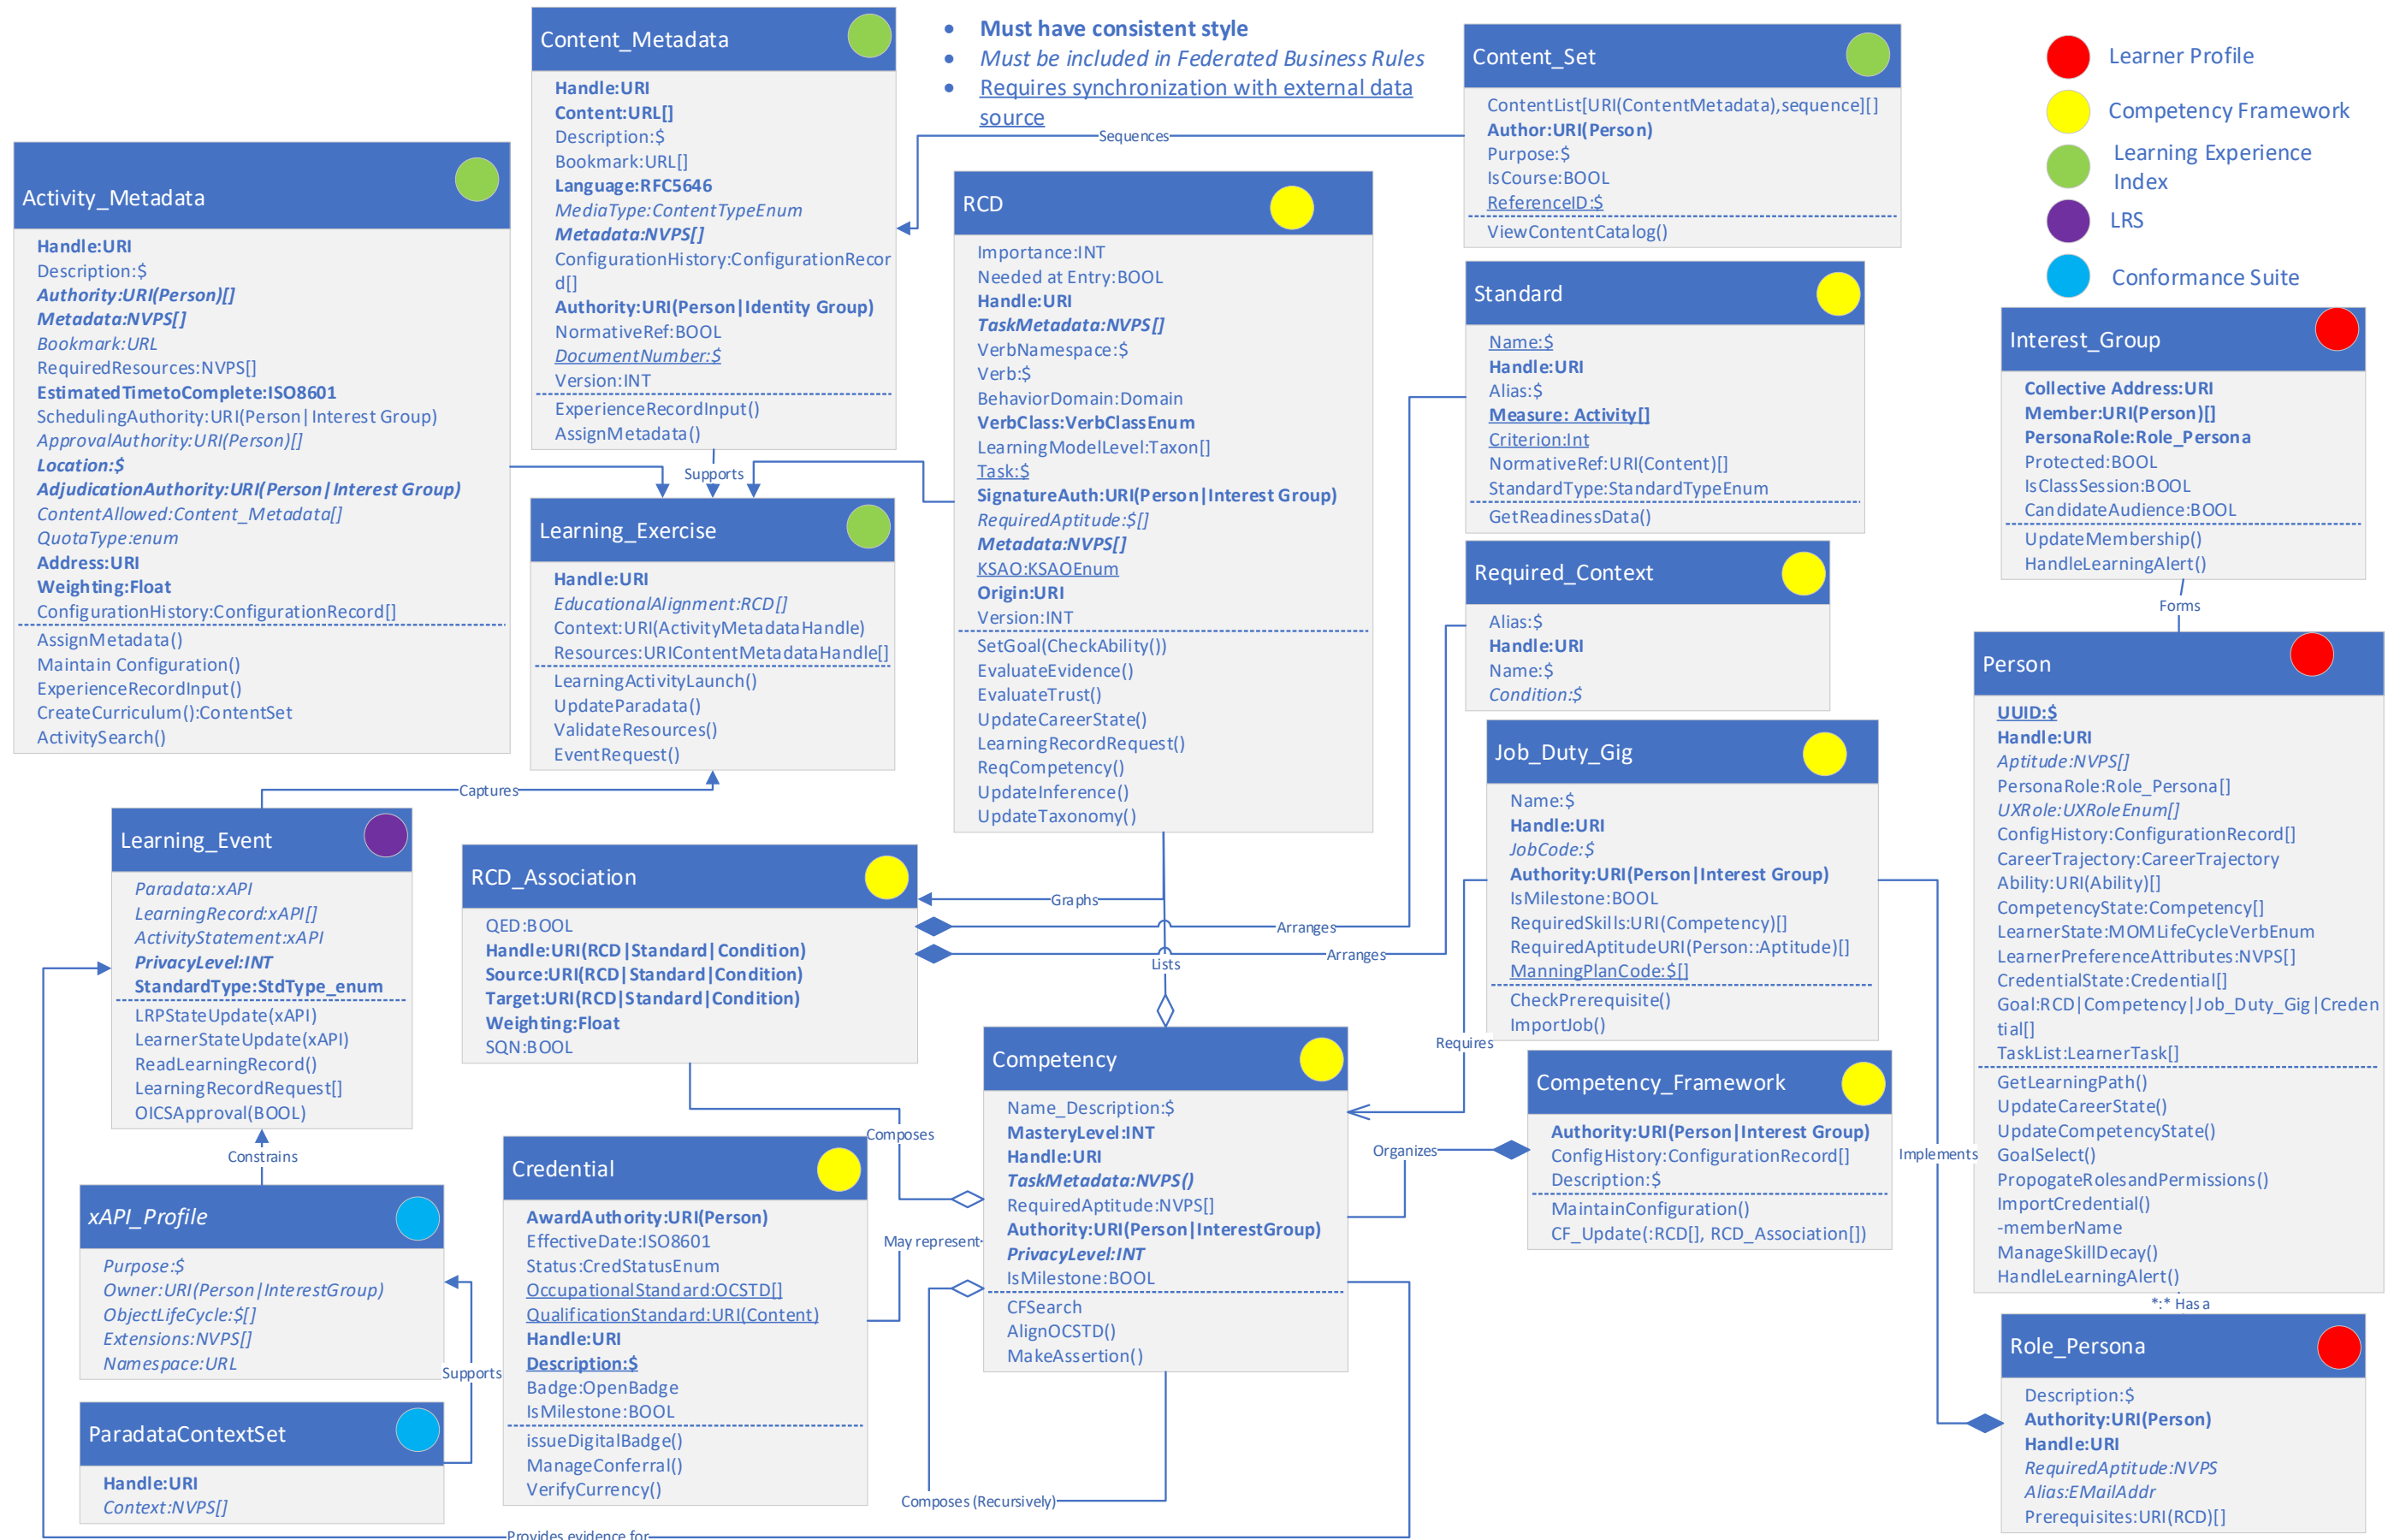 Content_Metadata
Handle:URI
Content:URL[]
Description:$
Bookmark:URL[]
Language:RFC5646
MediaType:ContentTypeEnum
Metadata:NVPS[]
ConfigurationHistory:ConfigurationRecor
d[]
Authority:URI(Person|Identity Group)
NormativeRef:BOOL
DocumentNumber:$
Version:INT
ExperienceRecordInput()
AssignMetadata()
• Must have consistent style
• Must be included in Federated Business Rules
• Requires synchronization with external data
source
Sequences
Content_Set
ContentList[URI(ContentMetadata),sequence][]
Author:URI(Person)
Purpose:$
IsCourse:BOOL
ReferenceID:$
ViewContentCatalog()
Learner Profile
Competency Framework
Learning Experience
Index
LRS
Conformance Suite
Activity_Metadata
Handle:URI
Description:$
Authority:URI(Person)[]
Metadata:NVPS[]
Bookmark:URL
RequiredResources:NVPS[]
EstimatedTimetoComplete:ISO8601
SchedulingAuthority:URI(Person|Interest Group)
ApprovalAuthority:URI(Person)[]
Location:$
AdjudicationAuthority:URI(Person|Interest Group)
ContentAllowed:Content_Metadata[]
QuotaType:enum
Address:URI
Weighting:Float
ConfigurationHistory:ConfigurationRecord[]
AssignMetadata()
Maintain Configuration()
ExperienceRecordInput()
CreateCurriculum():ContentSet
ActivitySearch()
Supports
Learning_Exercise
Handle:URI
EducationalAlignment:RCD[]
Context:URI(ActivityMetadataHandle)
Resources:URIContentMetadataHandle[]
LearningActivityLaunch()
UpdateParadata()
ValidateResources()
EventRequest()
RCD
Importance:INT
Needed at Entry:BOOL
Handle:URI
TaskMetadata:NVPS[]
VerbNamespace:$
Verb:$
BehaviorDomain:Domain
VerbClass:VerbClassEnum
LearningModelLevel:Taxon[]
Task:$
SignatureAuth:URI(Person|Interest Group)
RequiredAptitude:$[]
Metadata:NVPS[]
KSAO:KSAOEnum
Origin:URI
Version:INT
SetGoal(CheckAbility())
EvaluateEvidence()
EvaluateTrust()
UpdateCareerState()
LearningRecordRequest()
ReqCompetency()
UpdateInference()
UpdateTaxonomy()
Standard
Name:$
Handle:URI
Alias:$
Measure: Activity[]
Criterion:Int
NormativeRef:URI(Content)[]
StandardType:StandardTypeEnum
GetReadinessData()
Required_Context
Alias:$
Handle:URI
Name:$
Condition:$
Interest_Group
Collective Address:URI
Member:URI(Person)[]
PersonaRole:Role_Persona
Protected:BOOL
IsClassSession:BOOL
CandidateAudience:BOOL
UpdateMembership()
HandleLearningAlert()
Forms
Person
UUID:$
Handle:URI
Aptitude:NVPS[]
PersonaRole:Role_Persona[]
UXRole:UXRoleEnum[]
ConfigHistory:ConfigurationRecord[]
CareerTrajectory:CareerTrajectory
Ability:URI(Ability)[]
CompetencyState:Competency[]
LearnerState:MOMLifeCycleVerbEnum
LearnerPreferenceAttributes:NVPS[]
CredentialState:Credential[]
Goal:RCD|Competency|Job_Duty_Gig|Creden
tial[]
TaskList:LearnerTask[]
GetLearningPath()
UpdateCareerState()
UpdateCompetencyState()
GoalSelect()
PropogateRolesandPermissions()
ImportCredential()
-memberName
ManageSkillDecay()
HandleLearningAlert()
*:* Has a
Role_Persona
Description:$
Authority:URI(Person)
Handle:URI
RequiredAptitude:NVPS
Alias:EMailAddr
Prerequisites:URI(RCD)[]
Job_Duty_Gig
Name:$
Handle:URI
JobCode:$
Authority:URI(Person|Interest Group)
IsMilestone:BOOL
RequiredSkills:URI(Competency)[]
RequiredAptitudeURI(Person::Aptitude)[]
ManningPlanCode:$[]
CheckPrerequisite()
ImportJob()
Requires
Implements
Captures
Learning_Event
Paradata:xAPI
LearningRecord:xAPI[]
ActivityStatement:xAPI
PrivacyLevel:INT
StandardType:StdType_enum
LRPStateUpdate(xAPI)
LearnerStateUpdate(xAPI)
ReadLearningRecord()
LearningRecordRequest[]
OICSApproval(BOOL)
Constrains
RCD_Association
QED:BOOL
Handle:URI(RCD|Standard|Condition)
Source:URI(RCD|Standard|Condition)
Target:URI(RCD|Standard|Condition)
Weighting:Float
SQN:BOOL
Graphs
Arranges
Arranges
Lists
Composes
Competency
Name_Description:$
MasteryLevel:INT
Handle:URI
TaskMetadata:NVPS()
RequiredAptitude:NVPS[]
Authority:URI(Person|InterestGroup)
PrivacyLevel:INT
IsMilestone:BOOL
CFSearch
AlignOCSTD()
MakeAssertion()
Organizes
Competency_Framework
Authority:URI(Person|Interest Group)
ConfigHistory:ConfigurationRecord[]
Description:$
MaintainConfiguration()
CF_Update(:RCD[], RCD_Association[])
Credential
AwardAuthority:URI(Person)
EffectiveDate:ISO8601
Status:CredStatusEnum
OccupationalStandard:OCSTD[]
QualificationStandard:URI(Content)
Handle:URI
Description:$
Badge:OpenBadge
IsMilestone:BOOL
issueDigitalBadge()
ManageConferral()
VerifyCurrency()
May represent
xAPI_Profile
Purpose:$
Owner:URI(Person|InterestGroup)
ObjectLifeCycle:$[]
Extensions:NVPS[]
Namespace:URL
Supports
ParadataContextSet
Handle:URI
Context:NVPS[]
Composes (Recursively)
Provides evidence for